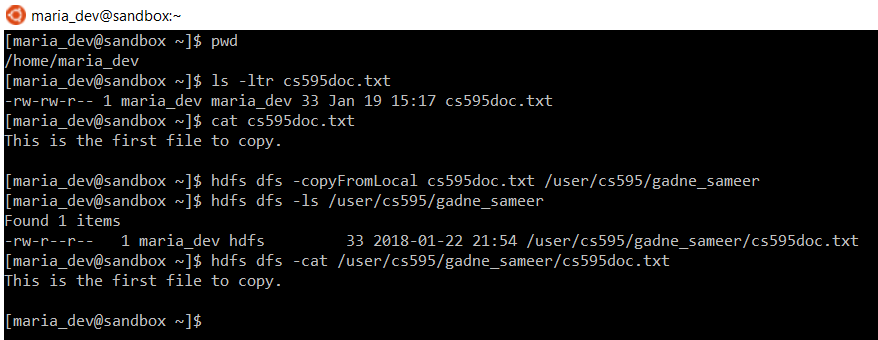 maria_dev@sandbox:~
[maria_dev@sandbox ~]$ pwd
/home/maria_dev
[maria_dev@sandbox ~]$ ls -ltr cs595doc.txt
-rw-rw-r-- 1 maria_dev maria_dev 33 Jan 19 15:17 cs595doc.txt
[maria_dev@sandbox ~]$ cat cs595doc.txt
This is the first file to copy.
[maria_dev@sandbox ~]$ hdfs dfs -copyFromLocal cs595doc.txt /user/cs595/gadne_sameer
[maria_dev@sandbox ~]$ hdfs dfs -ls /user/cs595/gadne_sameer
Found 1 items
-rw-r--r--   1 maria_dev hdfs         33 2018-01-22 21:54 /user/cs595/gadne_sameer/cs595doc.txt
[maria_dev@sandbox ~]$ hdfs dfs -cat /user/cs595/gadne_sameer/cs595doc.txt
This is the first file to copy.
[maria_dev@sandbox ~]$